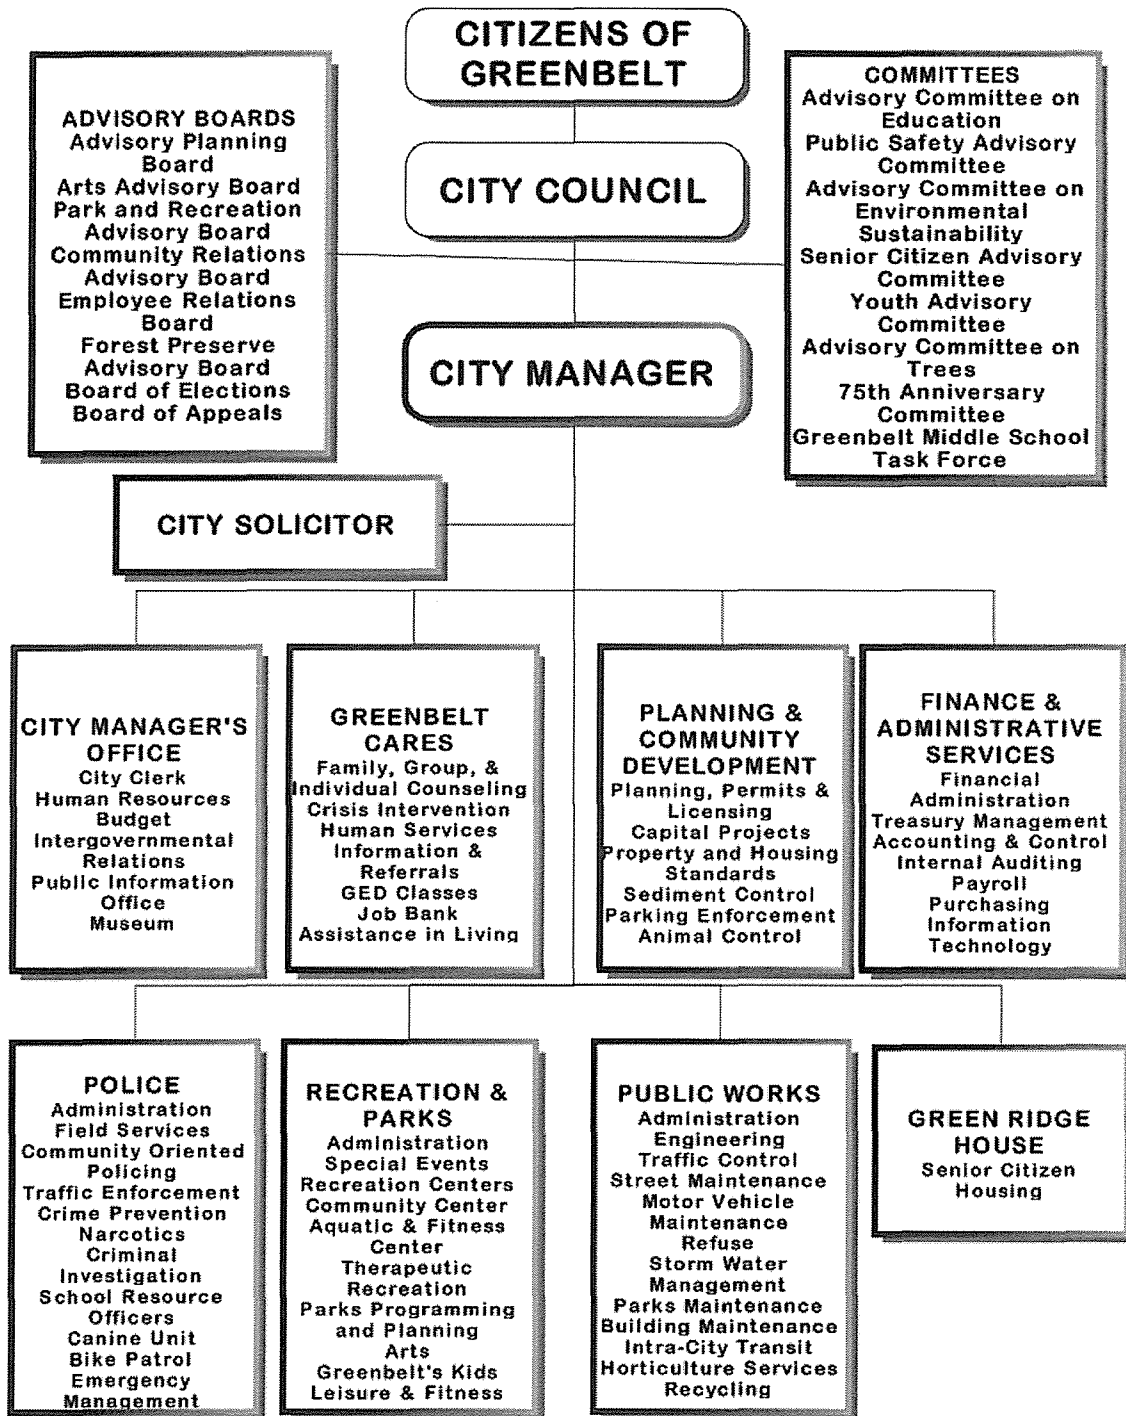 CITIZENS OF
GREENBELT
ADVISORY BOARDS
Advisory Planning
Board
Arts Advisory Board
Park and Recreation
Advisory Board
Community Relations
Advisory Board
Employee Relations
Board
Forest Preserve
Advisory Board
Board of Elections
Board of Appeals
CITY COUNCIL
COMMITTEES
Advisory Committee on
Education
Public Safety Advisory
Committee
Advisory Committee on
Environmental
Sustainability
Senior Citizen Advisory
Committee
Youth Advisory
Committee
Advisory Committee on
Trees
75th Anniversary
Committee
Greenbelt Middle School
Task Force
CITY MANAGER
CITY SOLICITOR
CITY MANAGER'S
OFFICE
City Clerk
Human Resources
Budget
Intergovernmental
Relations
Public Information
Office
Museum
GREENBELT
CARES
Family, Group, &
Individual Counseling
Crisis Intervention
Human Services
Information &
Referrals
GED Classes
Job Bank
Assistance in Living
PLANNING &
COMMUNITY
DEVELOPMENT
Planning, Permits &
Licensing
Capital Projects
Property and Housing
Standards
Sediment Control
Parking Enforcement
Animal Control
FINANCE &
ADMINISTRATIVE
SERVICES
Financial
Administration
Treasury Management
Accounting & Control
Internal Auditing
Payroll
Purchasing
Information
Technology
POLICE
Administration
Field Services
Community Oriented
Policing
Traffic Enforcement
Crime Prevention
Narcotics
Criminal
Investigation
School Resource
Officers
Canine Unit
Bike Patrol
Emergency
Management
RECREATION &
PARKS
Administration
Special Events
Recreation Centers
Community Center
Aquatic & Fitness
Center
Therapeutic
Recreation
Parks Programming
and Planning
Arts
Greenbelt's Kids
Leisure & Fitness
PUBLIC WORKS
Administration
Engineering
Traffic Control
Street Maintenance
Motor Vehicle
Maintenance
Refuse
Storm Water
Management
Parks Maintenance
Building Maintenance
Intra-City Transit
Horticulture Services
Recycling
GREEN RIDGE
HOUSE
Senior Citizen
Housing